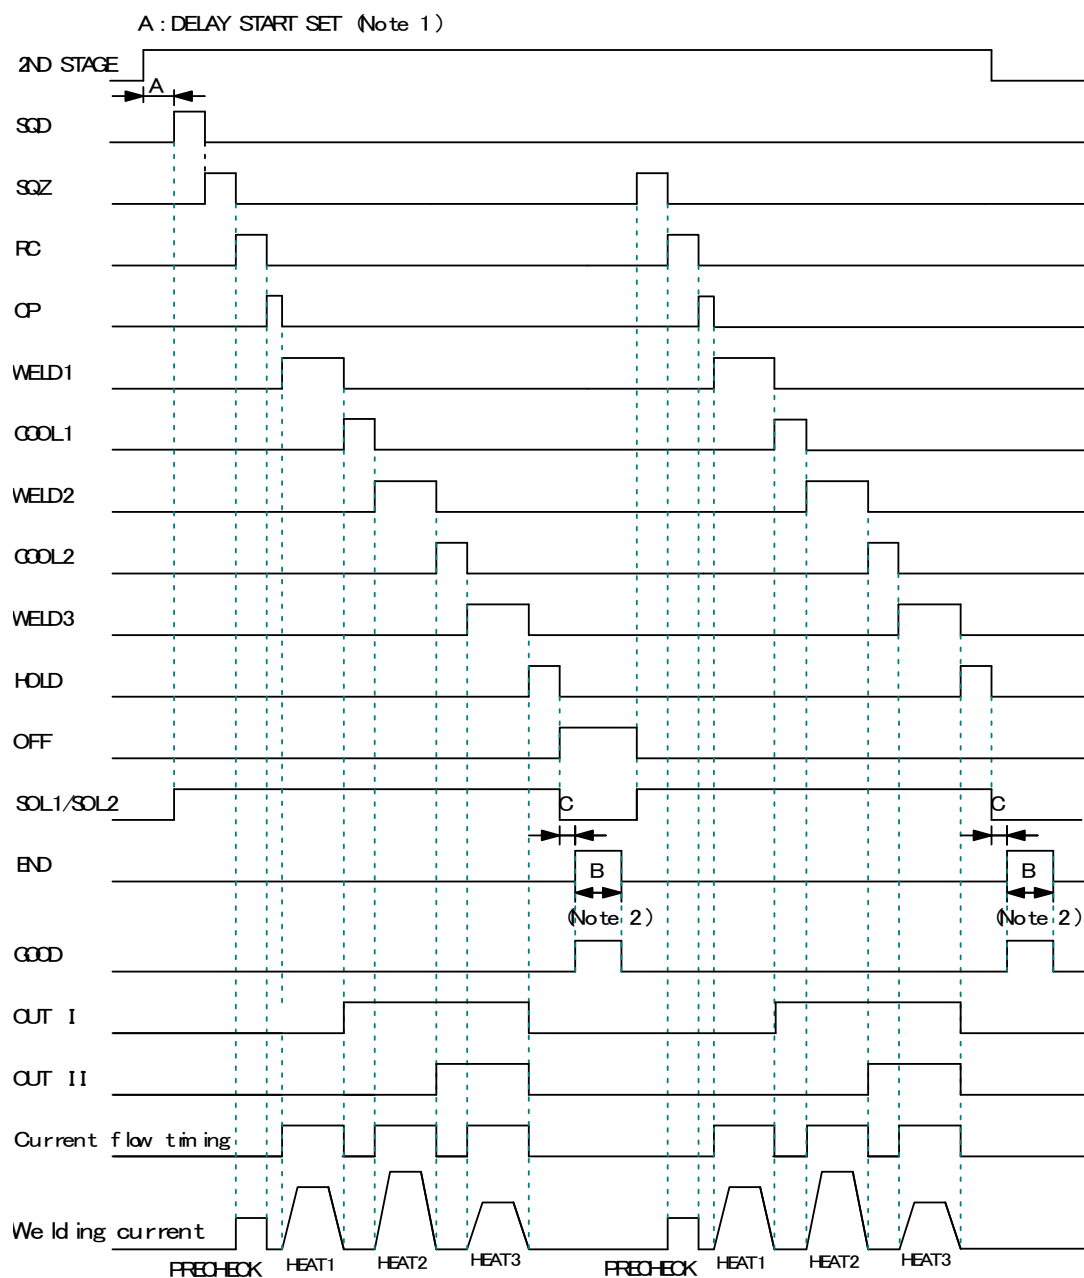 A : DELAY START SET (Note 1)
2ND STAGE
A
SQD
SQZ
RC
CP
WELD1
COOL1
WELD2
COOL2
WELD3
HOLD
OFF
SOL1/SOL2
C
C
END
B
B
(Note 2)
(Note 2)
GOOD
OUT I
OUT II
Current flow timing
Welding current
PRECHECK
HEAT1
HEAT2
HEAT3
PRECHECK
HEAT1
HEAT2
HEAT3